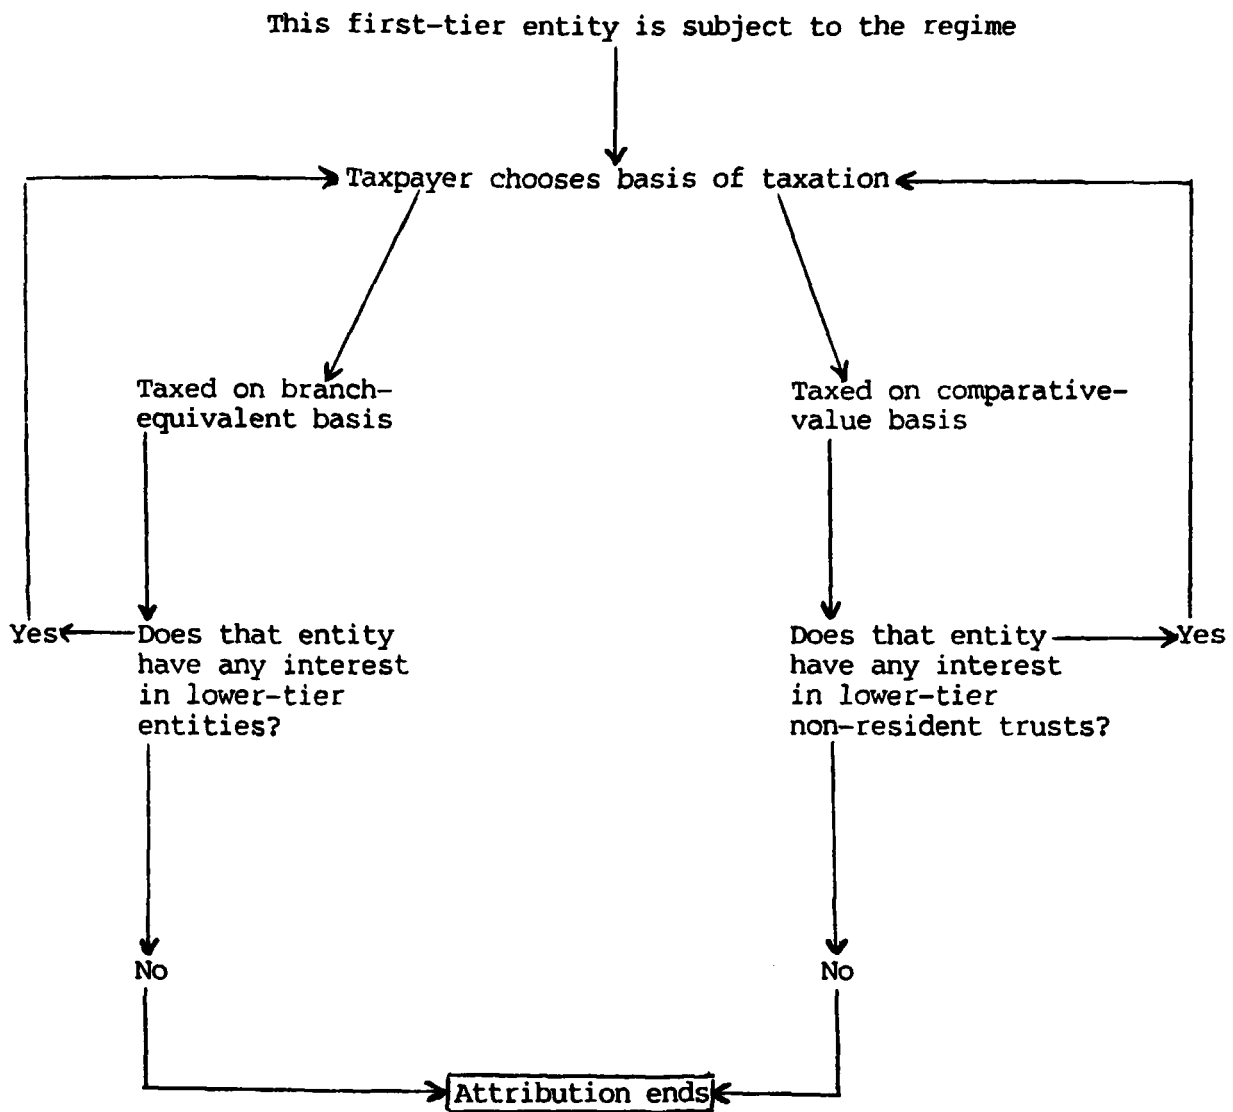 This first-tier entity is subject to the regime
Taxpayer chooses basis of taxation
Taxed on branch-
equivalent basis
Taxed on comparative-
value basis
Yes
Does that entity
have any interest
in lower-tier
entities?
Does that entity
have any interest
in lower-tier
non-resident trusts?
Yes
No
No
Attribution ends